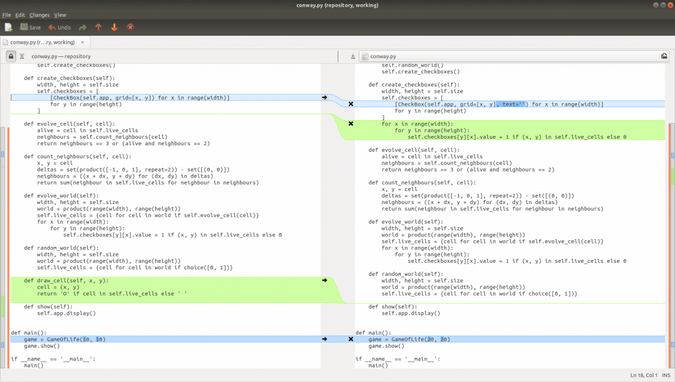 conway.py (repository, working)
File Edit Changes View
Save Undo
conway.py (r...ry, working) ×
conway.py — repository
self.create_checkboxes()
def create_checkboxes(self):
width, height = self.size
self.checkboxes = [
[CheckBox(self.app, grid=[x, y]) for x in range(width)]
for y in range(height)
]
def evolve_cell(self, cell):
alive = cell in self.live_cells
neighbours = self.count_neighbours(cell)
return neighbours == 3 or (alive and neighbours == 2)
def count_neighbours(self, cell):
x, y = cell
deltas = set(product([-1, 0, 1], repeat=2)) - set([(0, 0)])
neighbours = ((x + dx, y + dy) for (dx, dy) in deltas)
return sum(neighbour in self.live_cells for neighbour in neighbours)
def evolve_world(self):
width, height = self.size
world = product(range(width), range(height))
self.live_cells = {cell for cell in world if self.evolve_cell(cell)}
for x in range(width):
for y in range(height):
self.checkboxes[y][x].value = 1 if (x, y) in self.live_cells else 0
def random_world(self):
width, height = self.size
world = product(range(width), range(height))
self.live_cells = {cell for cell in world if choice([0, 1])}
def draw_cell(self, x, y):
cell = (x, y)
return 'O' if cell in self.live_cells else ' '
def show(self):
self.app.display()
def main():
game = GameOfLife(
game.show()
if __name__ == '__main__':
main()
conway.py
self.random_world()
self.create_checkboxes()
def create_checkboxes(self):
width, height = self.size
self.checkboxes = [
[CheckBox(self.app, grid=[x, y], text='') for x in range(width)]
for y in range(height)
]
for x in range(width):
for y in range(height):
self.checkboxes[y][x].value = 1 if (x, y) in self.live_cells else 0
def evolve_cell(self, cell):
alive = cell in self.live_cells
neighbours = self.count_neighbours(cell)
return neighbours == 3 or (alive and neighbours == 2)
def count_neighbours(self, cell):
x, y = cell
deltas = set(product([-1, 0, 1], repeat=2)) - set([(0, 0)])
neighbours = ((x + dx, y + dy) for (dx, dy) in deltas)
return sum(neighbour in self.live_cells for neighbour in neighbours)
def evolve_world(self):
width, height = self.size
world = product(range(width), range(height))
self.live_cells = {cell for cell in world if self.evolve_cell(cell)}
for x in range(width):
for y in range(height):
self.checkboxes[y][x].value = 1 if (x, y) in self.live_cells else 0
def random_world(self):
width, height = self.size
world = product(range(width), range(height))
self.live_cells = {cell for cell in world if choice([0, 1])}
def show(self):
self.app.display()
def main():
game = GameOfLife(
game.show()
if __name__ == '__main__':
main()
Ln 18, Col 1 INS